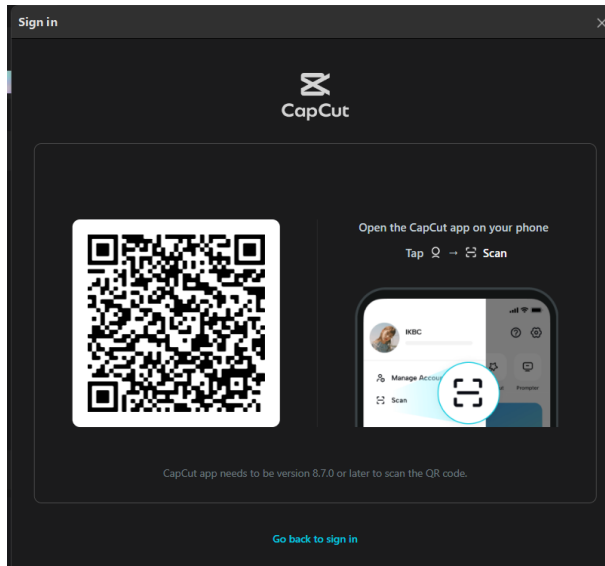 Sign in
CapCut
Open the CapCut app on your phone
Tap → Scan
IKBC
Manage Accou
Scan
Prompter
CapCut app needs to be version 8.7.0 or later to scan the QR code.
Go back to sign in